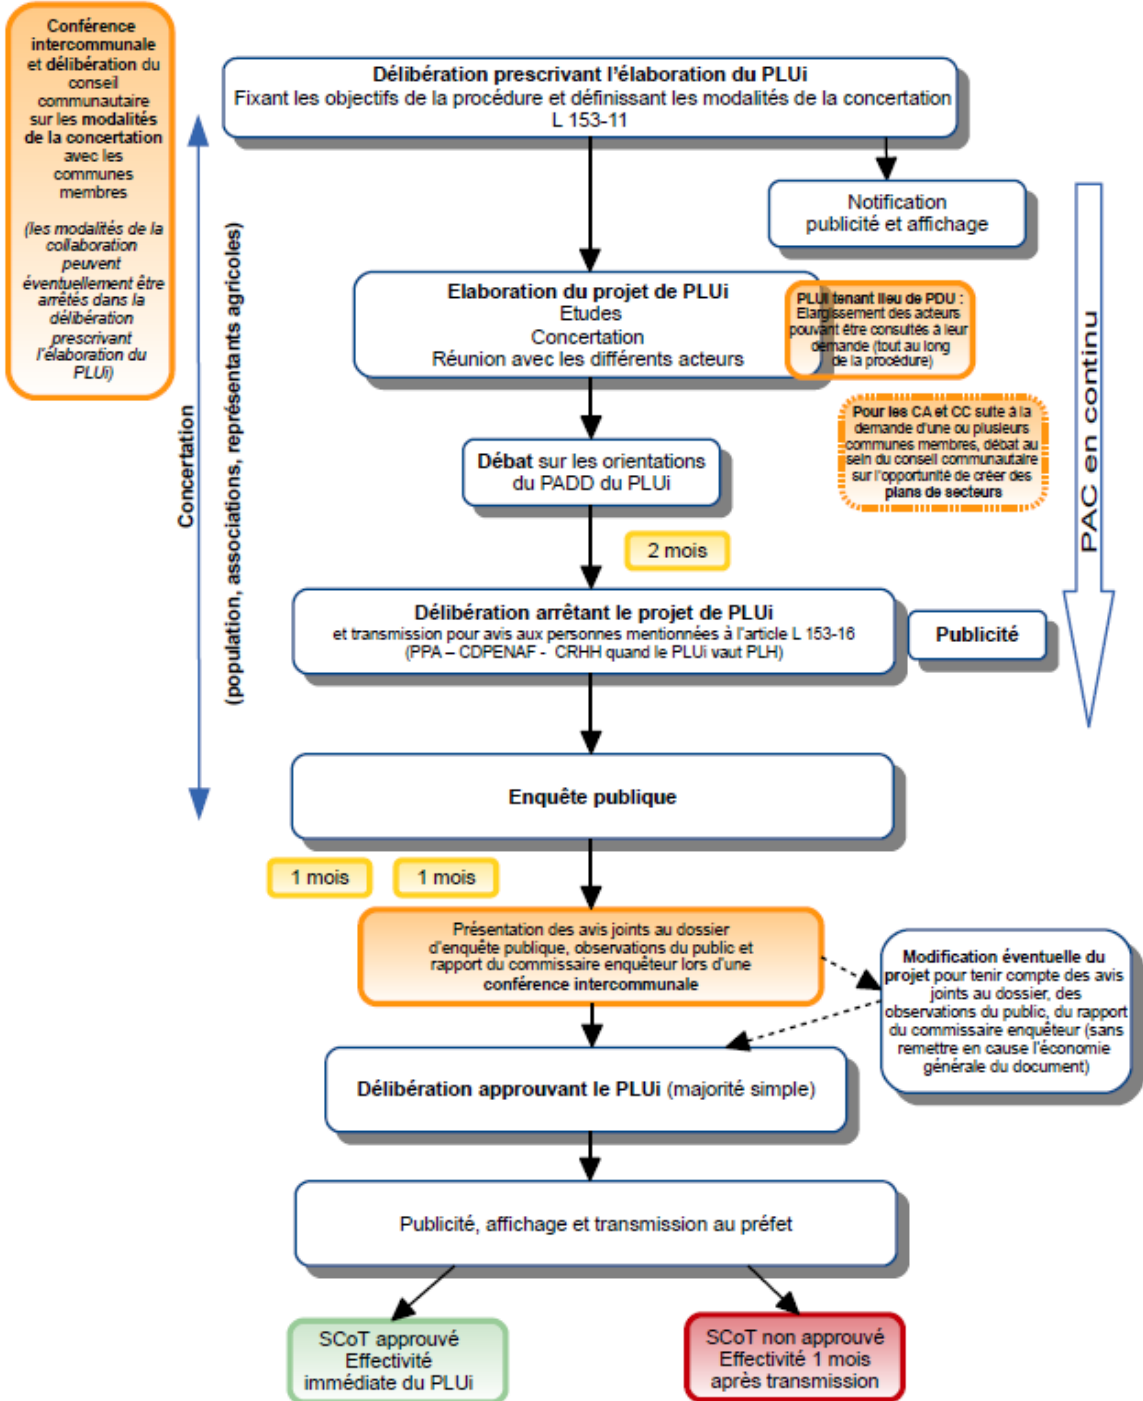 Conférence
intercommunale
et délibération du
conseil
communautaire
sur les modalités
de la concertation
avec les
communes
membres
(les modalités de la
collaboration
peuvent
éventuellement être
arrêtés dans la
délibération
prescrivant
l'élaboration du
PLUi)
Délibération prescrivant l'élaboration du PLUi
Fixant les objectifs de la procédure et définissant les modalités de la concertation
L 153-11
Notification
publicité et affichage
Concertation
(population, associations, représentants agricoles)
PAC en continu
Elaboration du projet de PLUi
Etudes
Concertation
Réunion avec les différents acteurs
PLUI tenant lieu de PDU :
Elargissement des acteurs
pouvant être consultés à leur
demande (tout au long
de la procédure)
Pour les CA et CC suite à la
demande d'une ou plusieurs
communes membres, débat au
sein du conseil communautaire
sur l'opportunité de créer des
plans de secteurs
Débat sur les orientations
du PADD du PLUi
2 mois
Délibération arrêtant le projet de PLUi
et transmission pour avis aux personnes mentionnées à l'article L 153-16
(PPA – CDPENAF - CRHH quand le PLUi vaut PLH)
Publicité
Enquête publique
1 mois
1 mois
Présentation des avis joints au dossier
d'enquête publique, observations du public et
rapport du commissaire enquêteur lors d'une
conférence intercommunale
Modification éventuelle du
projet pour tenir compte des avis
joints au dossier, des
observations du public, du rapport
du commissaire enquêteur (sans
remettre en cause l'économie
générale du document)
Délibération approuvant le PLUi (majorité simple)
Publicité, affichage et transmission au préfet
SCoT approuvé
Effectivité
immédiate du PLUi
SCoT non approuvé
Effectivité 1 mois
après transmission